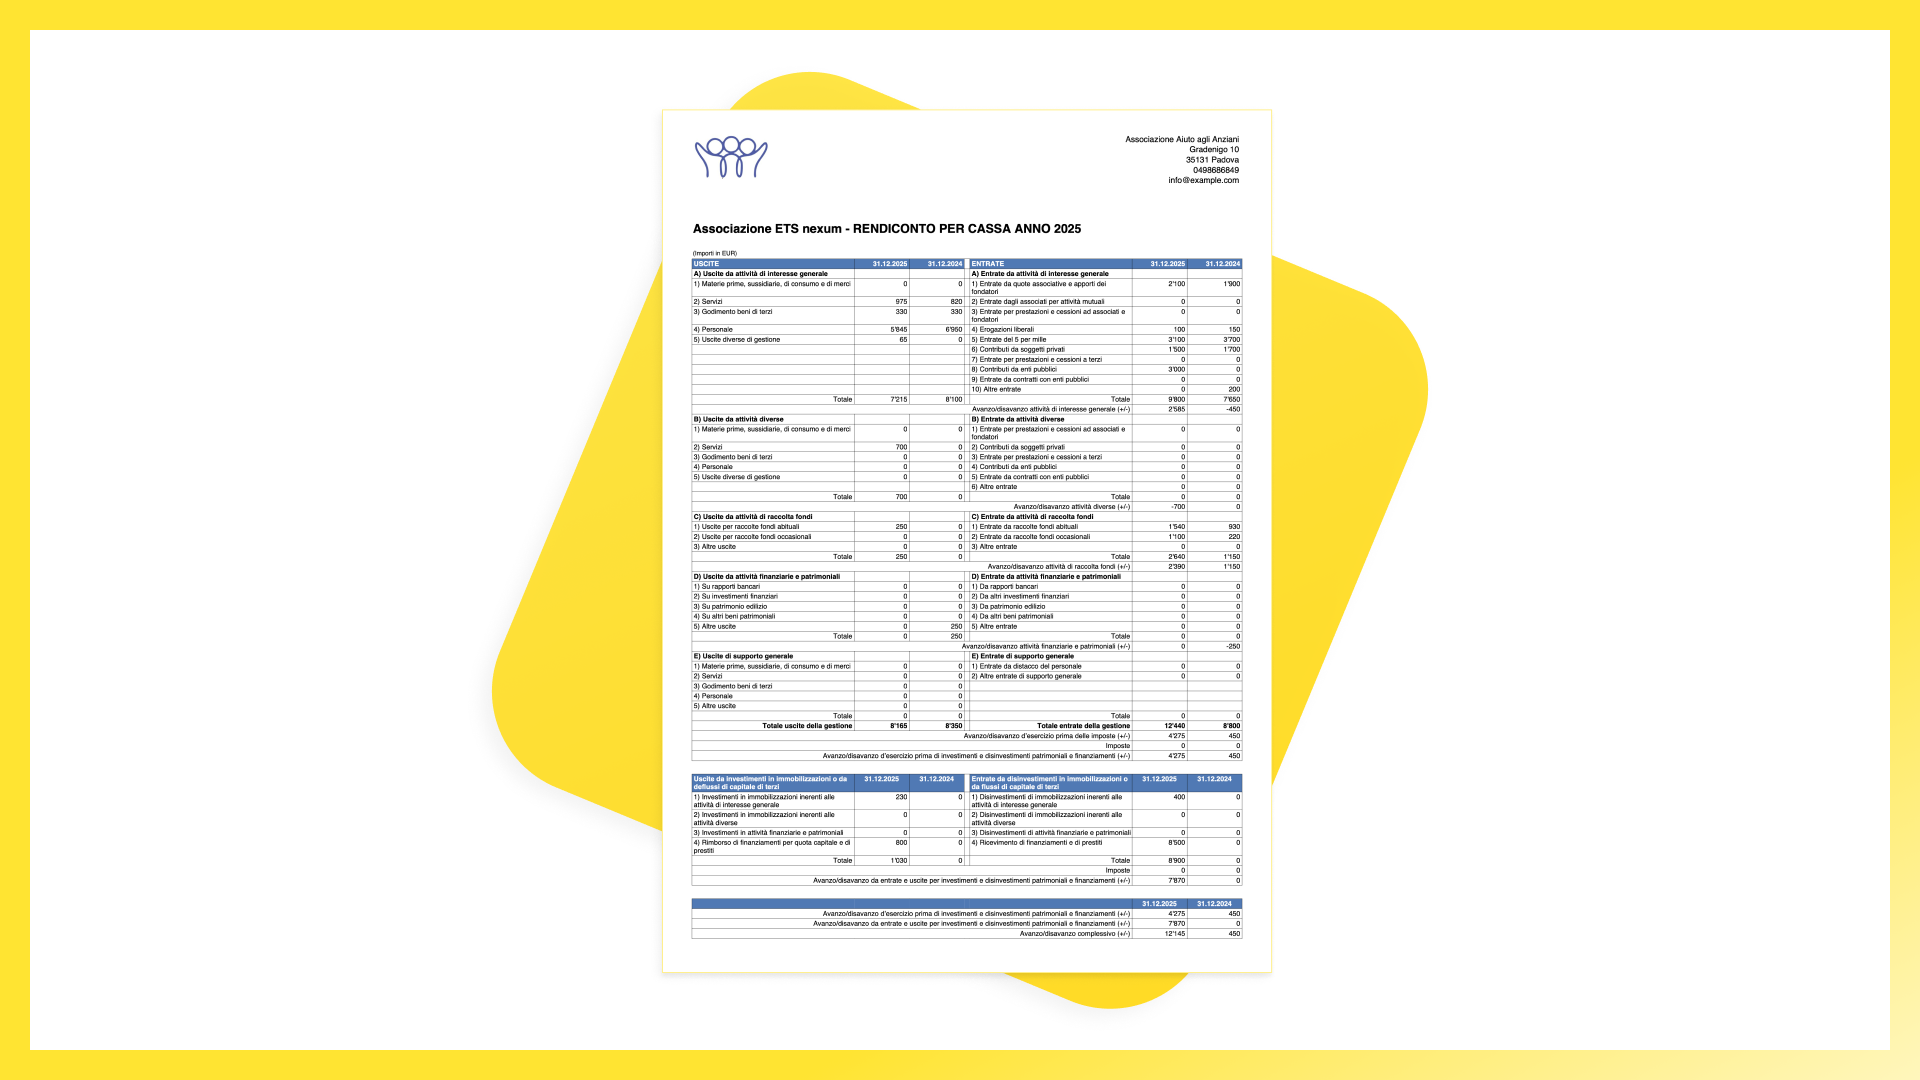 Associazione Aiuto agli Anziani
Gradenigo 10
35131 Padova
0498686849
info@example.com
Associazione ETS nexum - RENDICONTO PER CASSA ANNO 2025
(Importi in EUR)
USCITE 31.12.2025 31.12.2024 ENTRATE 31.12.2025 31.12.2024
A) Uscite da attività di interesse generale A) Entrate da attività di interesse generale
1) Materie prime, sussidiarie, di consumo e di merci 0 0 1) Entrate da quote associative e apporti dei 2'100 1'900
fondatori
2) Servizi 975 820 2) Entrate dagli associati per attività mutuali 0 0
3) Godimento beni di terzi 330 330 3) Entrate per prestazioni e cessioni ad associati e 0 0
fondatori
4) Personale 5'845 6'950 4) Erogazioni liberali 100 150
5) Uscite diverse di gestione 65 0 5) Entrate del 5 per mille 3'100 3'700
6) Contributi da soggetti privati 1'500 1'700
7) Entrate per prestazioni e cessioni a terzi 0 0
8) Contributi da enti pubblici 3'000 0
9) Entrate da contratti con enti pubblici 0 0
10) Altre entrate 0 200
Totale 7'215 8'100 Totale 9'800 7'650
Avanzo/disavanzo attività di interesse generale (+/-) 2'585 -450
B) Uscite da attività diverse B) Entrate da attività diverse
1) Materie prime, sussidiarie, di consumo e di merci 0 0 1) Entrate per prestazioni e cessioni ad associati e 0 0
fondatori
2) Servizi 700 0 2) Contributi da soggetti privati 0 0
3) Godimento beni di terzi 0 0 3) Entrate per prestazioni e cessioni a terzi 0 0
4) Personale 0 0 4) Contributi da enti pubblici 0 0
5) Uscite diverse di gestione 0 0 5) Entrate da contratti con enti pubblici 0 0
6) Altre entrate 0 0
Totale 700 0 Totale 0 0
Avanzo/disavanzo attività diverse (+/-) -700 0
C) Uscite da attività di raccolta fondi C) Entrate da attività di raccolta fondi
1) Uscite per raccolte fondi abituali 250 0 1) Entrate da raccolte fondi abituali 1'540 930
2) Uscite per raccolte fondi occasionali 0 0 2) Entrate da raccolte fondi occasionali 1'100 220
3) Altre uscite 0 0 3) Altre entrate 0 0
Totale 250 0 Totale 2'640 1'150
Avanzo/disavanzo attività di raccolta fondi (+/-) 2'390 1'150
D) Uscite da attività finanziarie e patrimoniali D) Entrate da attività finanziarie e patrimoniali
1) Su rapporti bancari 0 0 1) Da rapporti bancari 0 0
2) Su investimenti finanziari 0 0 2) Da altri investimenti finanziari 0 0
3) Su patrimonio edilizio 0 0 3) Da patrimonio edilizio 0 0
4) Su altri beni patrimoniali 0 0 4) Da altri beni patrimoniali 0 0
5) Altre uscite 0 250 5) Altre entrate 0 0
Totale 0 250 Totale 0 0
Avanzo/disavanzo attività finanziarie e patrimoniali (+/-) 0 -250
E) Uscite di supporto generale E) Entrate di supporto generale
1) Materie prime, sussidiarie, di consumo e di merci 0 0 1) Entrate da distacco del personale 0 0
2) Servizi 0 0 2) Altre entrate di supporto generale 0 0
3) Godimento beni di terzi 0 0
4) Personale 0 0
5) Altre uscite 0 0
Totale 0 0 Totale 0 0
Totale uscite della gestione 8'165 8'350 Totale entrate della gestione 12'440 8'800
Avanzo/disavanzo d'esercizio prima delle imposte (+/-) 4'275 450
Imposte 0 0
Avanzo/disavanzo d'esercizio prima di investimenti e disinvestimenti patrimoniali e finanziamenti (+/-) 4'275 450
Uscite da investimenti in immobilizzazioni o da 31.12.2025 31.12.2024 Entrate da disinvestimenti in immobilizzazioni o 31.12.2025 31.12.2024
deflussi di capitale di terzi da flussi di capitale di terzi
1) Investimenti in immobilizzazioni inerenti alle 230 0 1) Disinvestimenti di immobilizzazioni inerenti alle 400 0
attività di interesse generale attività di interesse generale
2) Investimenti in immobilizzazioni inerenti alle 0 0 2) Disinvestimenti di immobilizzazioni inerenti alle 0 0
attività diverse attività diverse
3) Investimenti in attività finanziarie e patrimoniali 0 0 3) Disinvestimenti di attività finanziarie e patrimoniali 0 0
4) Rimborso di finanziamenti per quota capitale e di 800 0 4) Ricevimento di finanziamenti e di prestiti 8'500 0
prestiti
Totale 1'030 0 Totale 8'900 0
Imposte 0 0
Avanzo/disavanzo da entrate e uscite per investimenti e disinvestimenti patrimoniali e finanziamenti (+/-) 7'870 0
31.12.2025 31.12.2024
Avanzo/disavanzo d'esercizio prima di investimenti e disinvestimenti patrimoniali e finanziamenti (+/-) 4'275 450
Avanzo/disavanzo da entrate e uscite per investimenti e disinvestimenti patrimoniali e finanziamenti (+/-) 7'870 0
Avanzo/disavanzo complessivo (+/-) 12'145 450